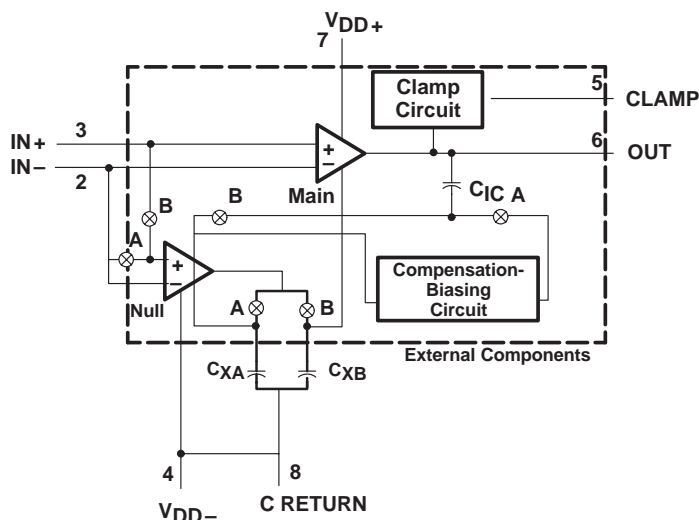 VDD+
7
5
CLAMP
Clamp
Circuit
IN+
3
6
OUT
IN−
2
+
−
Main
CIC
A
B
B
A
+
−
Null
Compensation-
Biasing
Circuit
A
B
External Components
CXA
CXB
4
8
VDD−
C RETURN